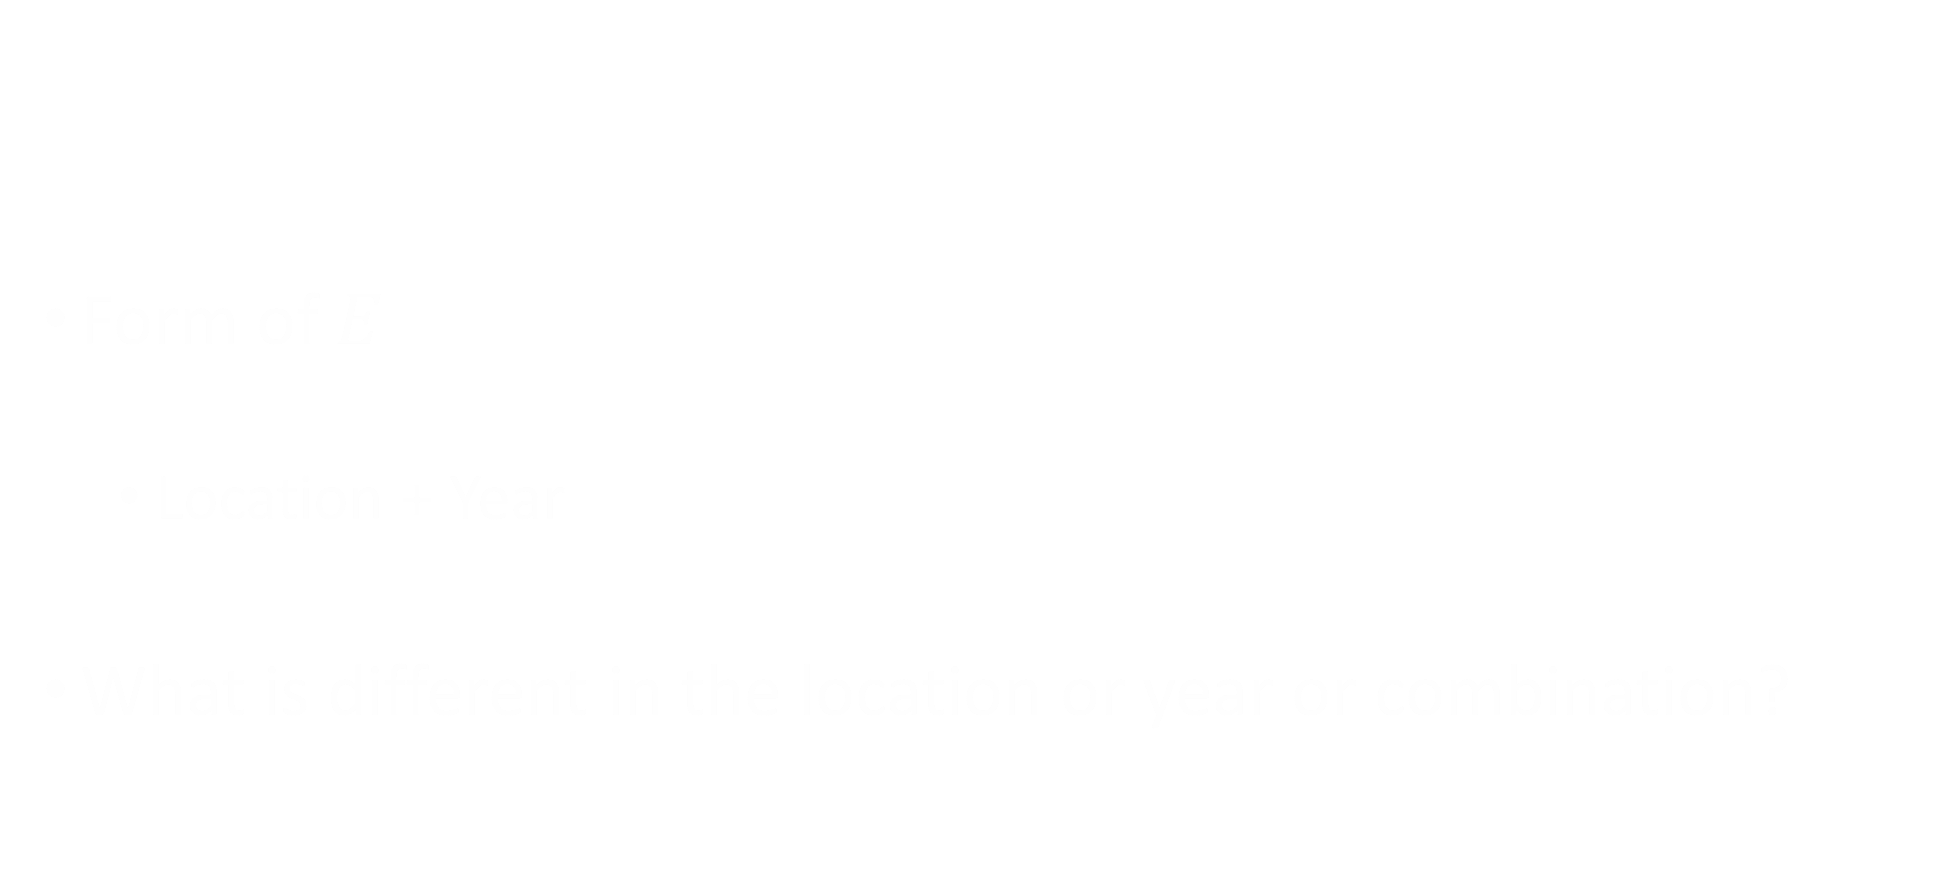 • Form of E
• Location + Year
• What is different in the location or year or combination?